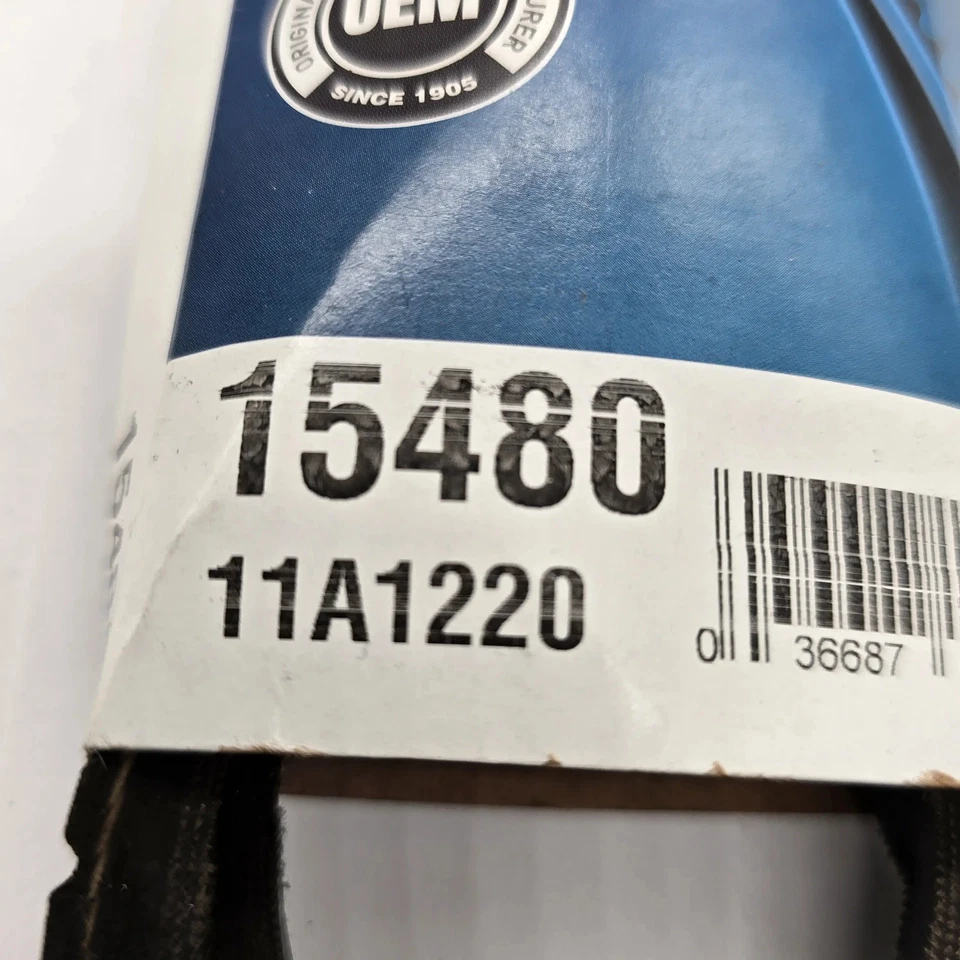 ORIGINA
OEM
URER
SINCE 1905
15480
11A1220
0 36687